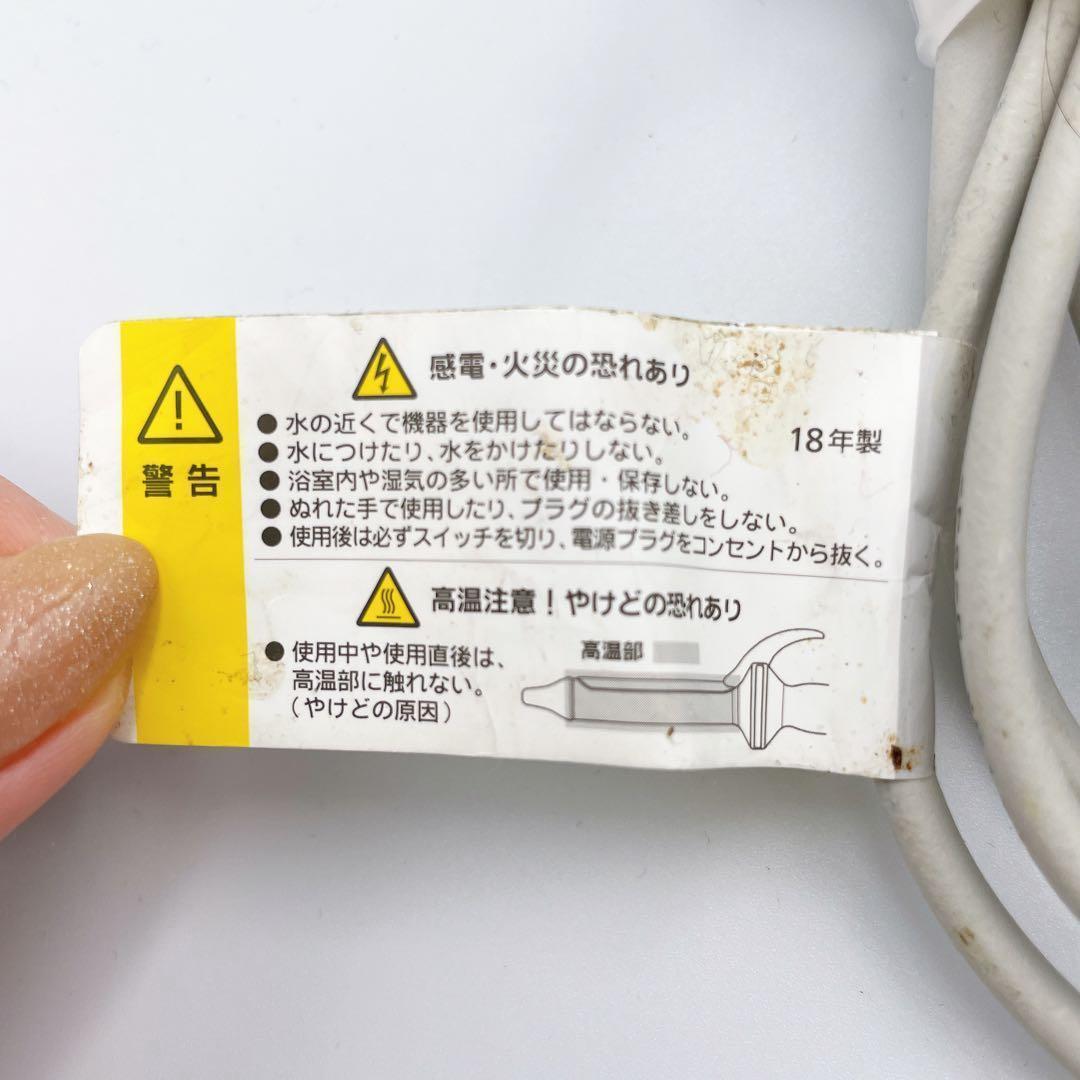 警告
感電・火災の恐れあり
●水の近くで機器を使用してはならない。
●水につけたり、水をかけたりしない。
●浴室内や湿気の多い所で使用・保存しない。
●ぬれた手で使用したり、プラグの抜き差しをしない。
●使用後は必ずスイッチを切り、電源プラグをコンセントから抜く。
18年製
高温注意！やけどの恐れあり
●使用中や使用直後は、
高温部に触れない。
（やけどの原因）
高温部